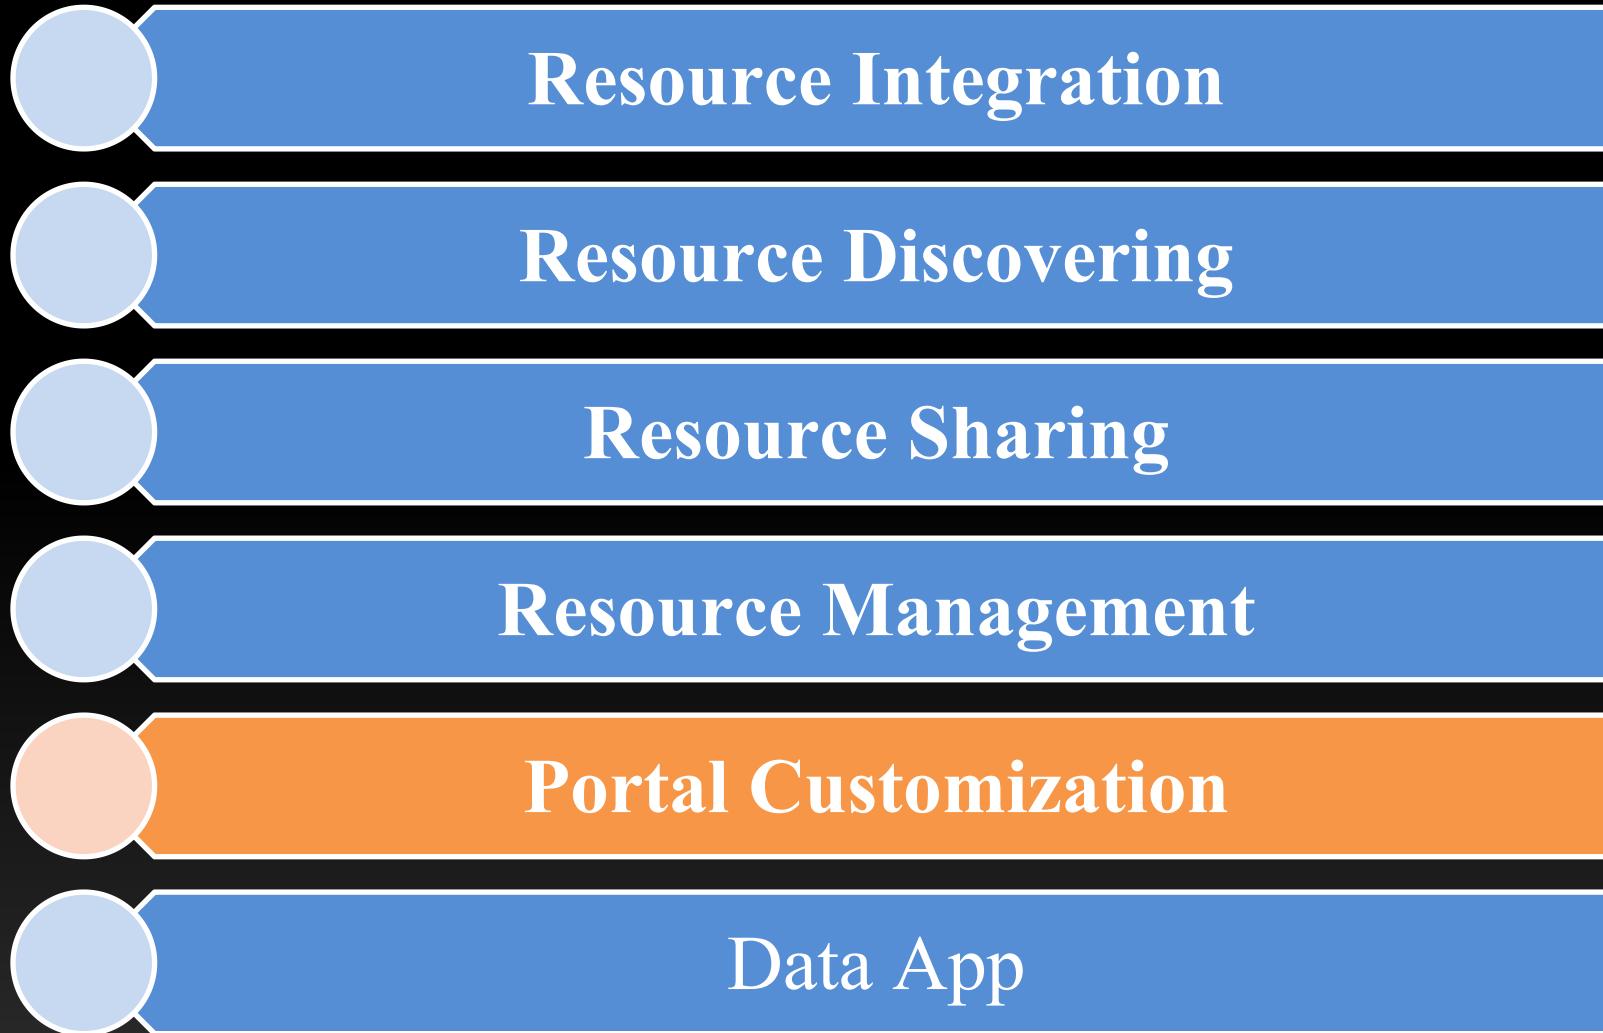 Resource Integration
Resource Discovering
Resource Sharing
Resource Management
Portal Customization
Data App